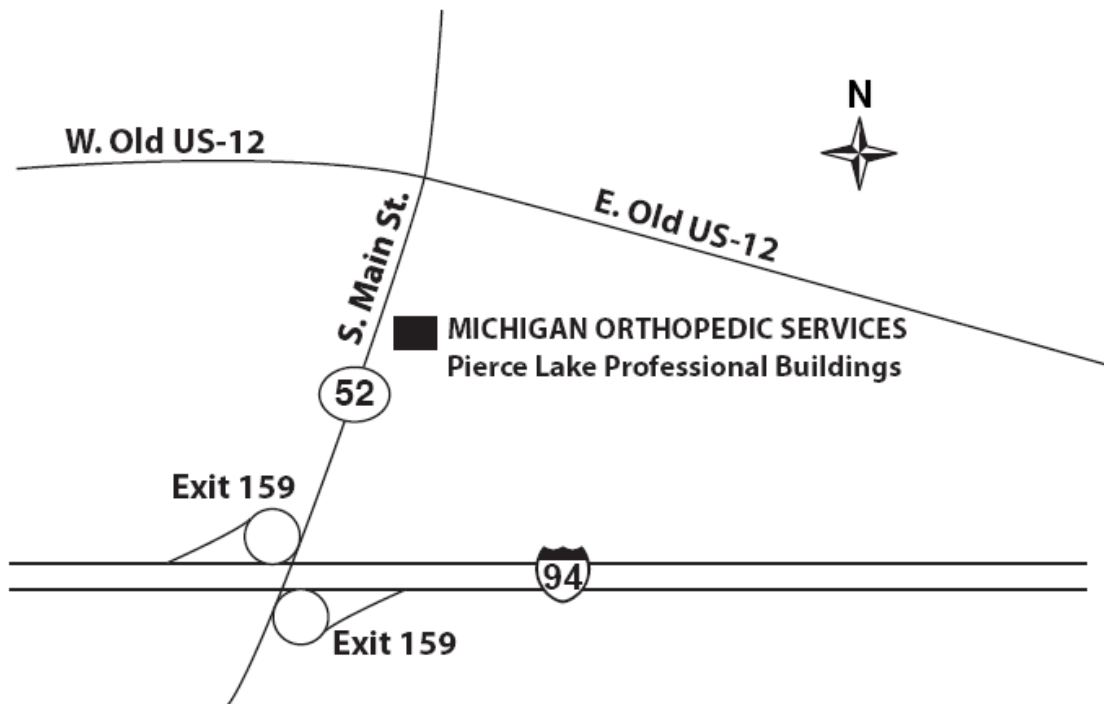 N
W. Old US-12
E. Old US-12
S. Main St.
MICHIGAN ORTHOPEDIC SERVICES
Pierce Lake Professional Buildings
52
Exit 159
94
Exit 159